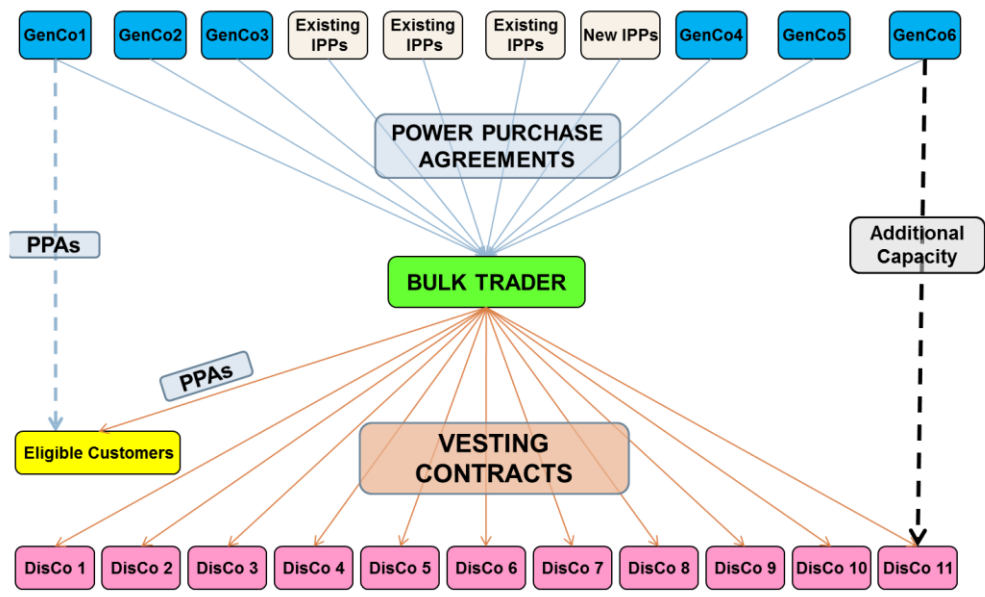 GenCo1
GenCo2
GenCo3
Existing
IPPs
Existing
IPPs
Existing
IPPs
New IPPs
GenCo4
GenCo5
GenCo6
POWER PURCHASE
AGREEMENTS
PPAs
Additional
Capacity
BULK TRADER
PPAs
Eligible Customers
VESTING
CONTRACTS
DisCo 1
DisCo 2
DisCo 3
DisCo 4
DisCo 5
DisCo 6
DisCo 7
DisCo 8
DisCo 9
DisCo 10
DisCo 11